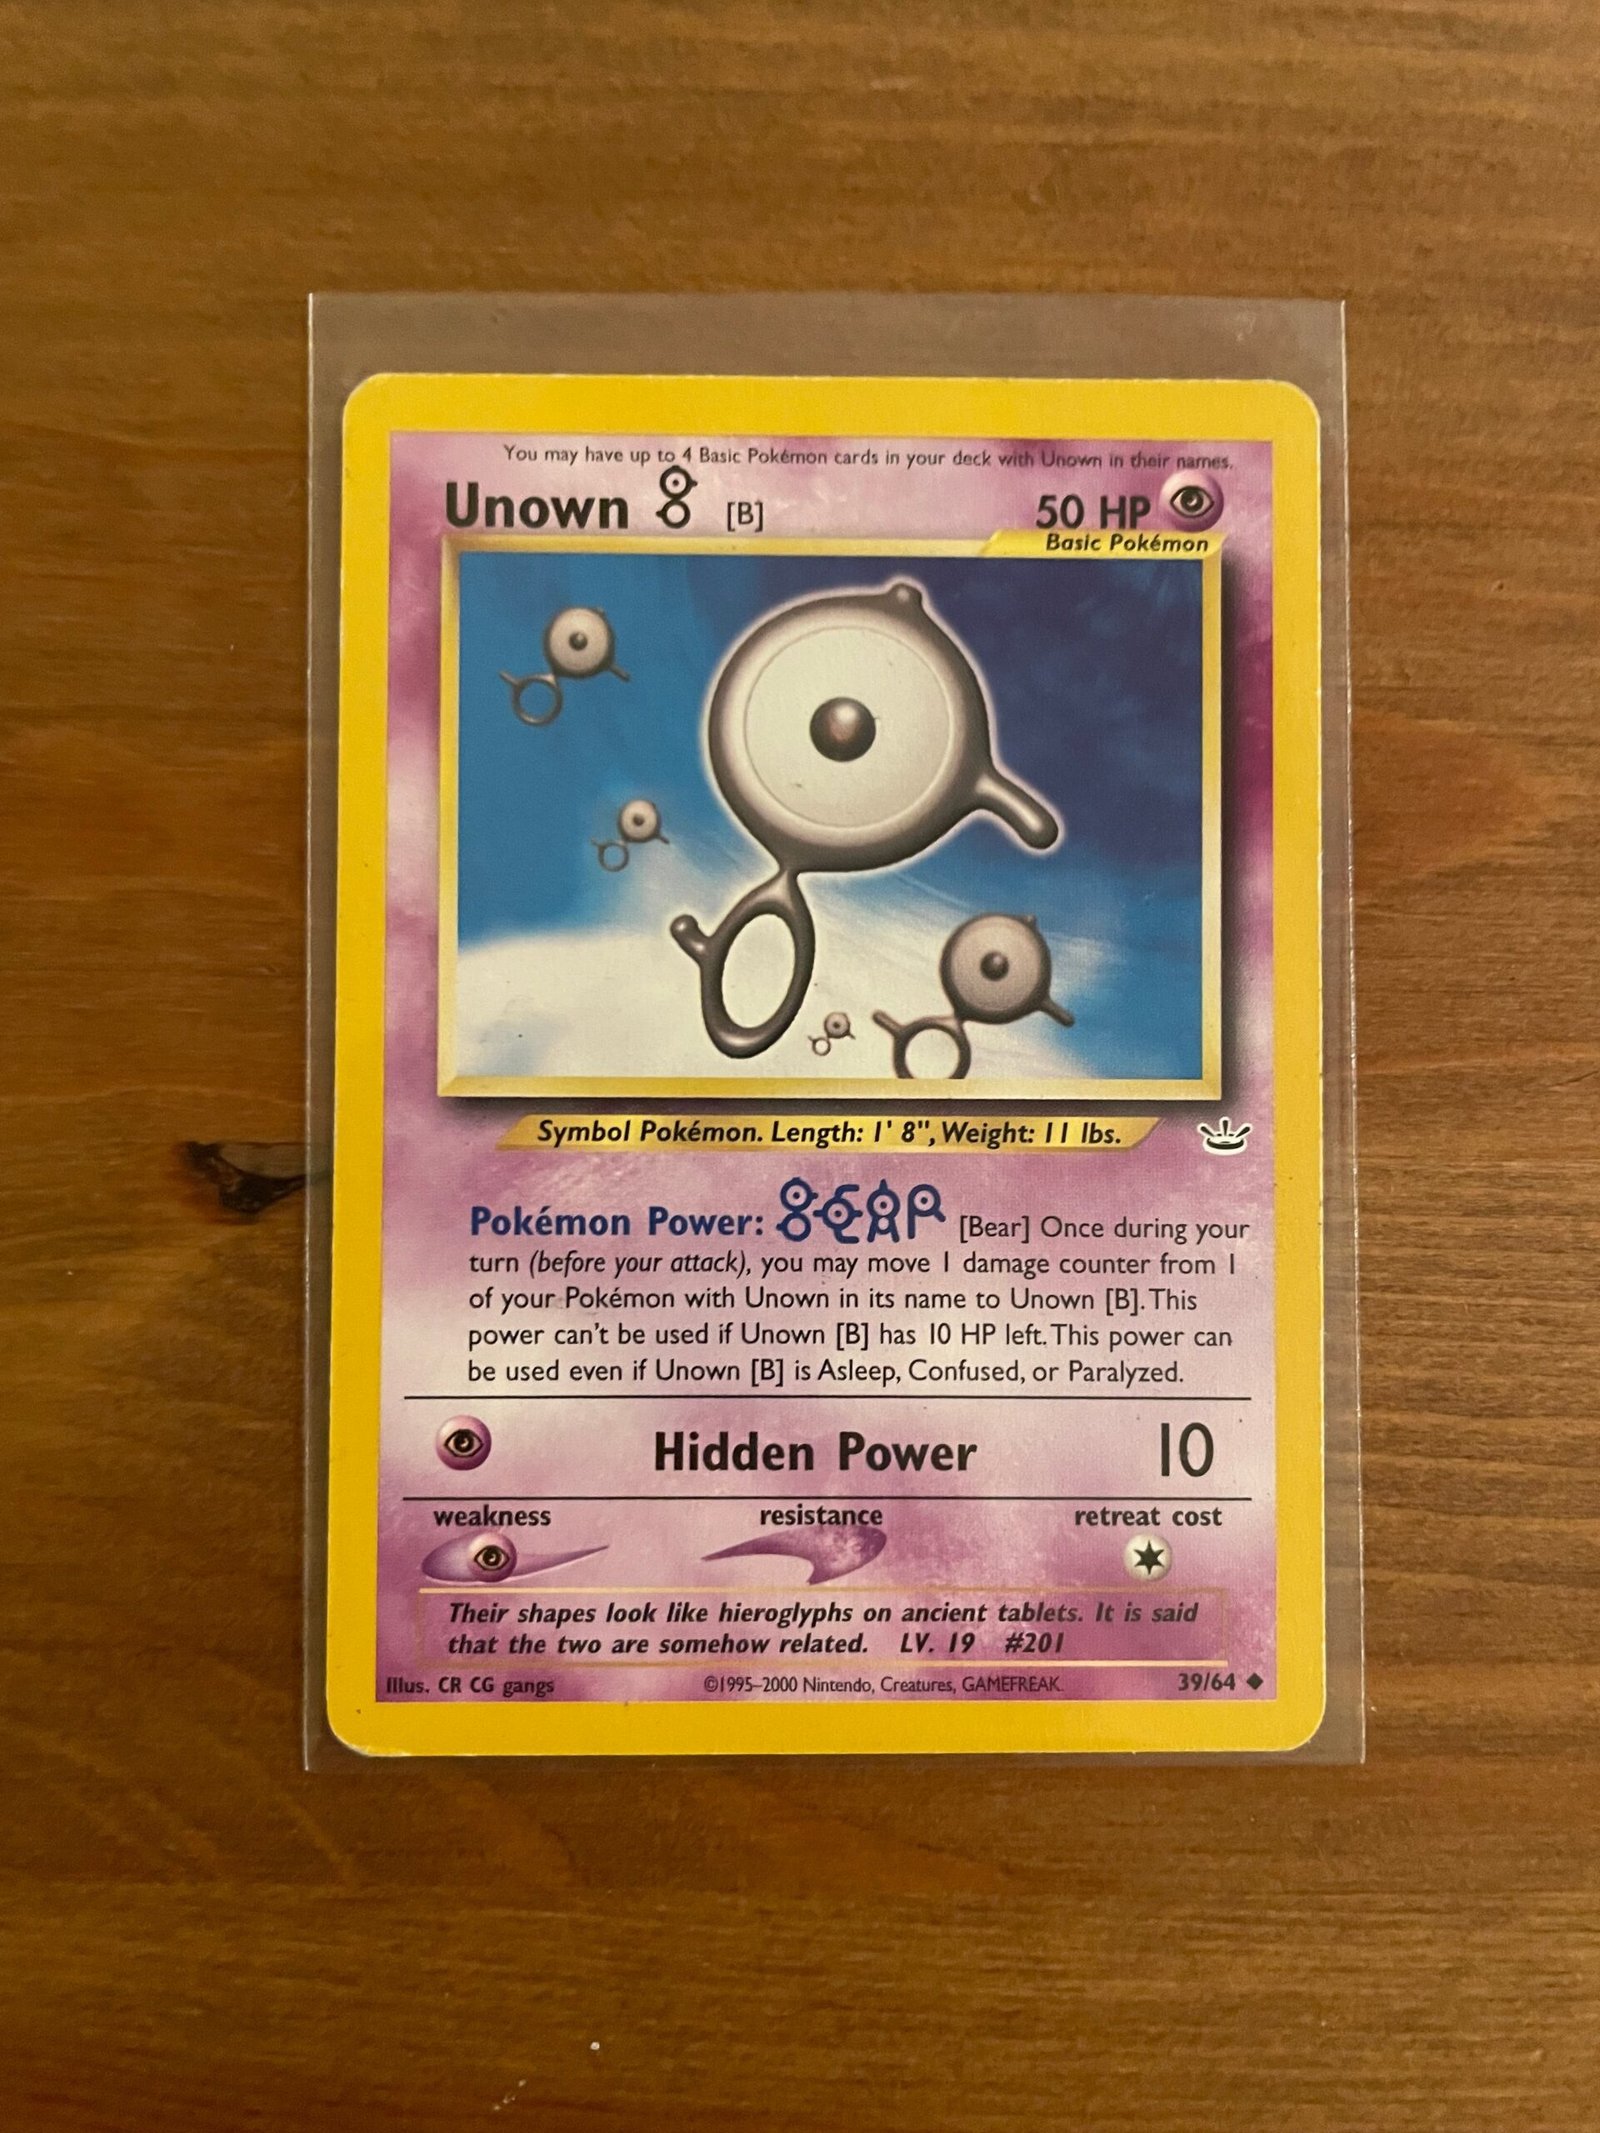 You may have up to 4 Basic Pokémon cards in your deck with Unown in their names.
Unown [B] 50 HP
Basic Pokémon
Symbol Pokémon. Length: 1' 8", Weight: 11 lbs.
Pokémon Power: BEAR [Bear] Once during your
turn (before your attack), you may move 1 damage counter from 1
of your Pokémon with Unown in its name to Unown [B]. This
power can't be used if Unown [B] has 10 HP left. This power can
be used even if Unown [B] is Asleep, Confused, or Paralyzed.
Hidden Power 10
weakness resistance retreat cost
Their shapes look like hieroglyphs on ancient tablets. It is said
that the two are somehow related. LV. 19 #201
Illus. CR CG gangs ©1995–2000 Nintendo, Creatures, GAMEFREAK. 39/64 ◆